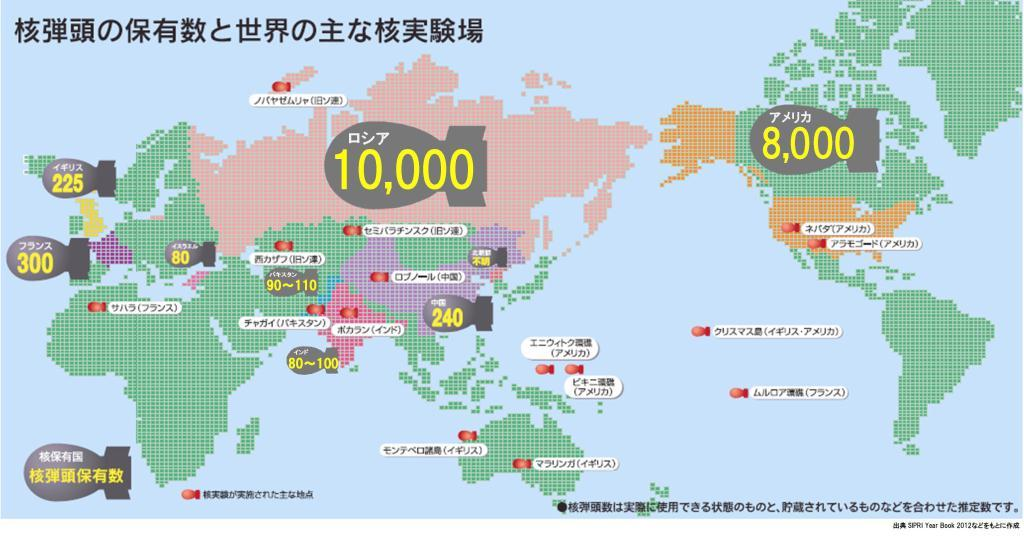 核弾頭の保有数と世界の主な核実験場
ノバヤゼムリャ(旧ソ連)
ロシア
10,000
アメリカ
8,000
イギリス
225
フランス
300
イスラエル
80
セミパラチンスク(旧ソ連)
西カザフ(旧ソ連)
北朝鮮
不明
パキスタン
90～110
ロプノール(中国)
中国
240
サハラ(フランス)
チャガイ(パキスタン)
ポカラン(インド)
インド
80～100
ネバダ(アメリカ)
アラモゴード(アメリカ)
クリスマス島(イギリス・アメリカ)
エニウィトク環礁
(アメリカ)
ビキニ環礁
(アメリカ)
ムルロア環礁(フランス)
モンテベロ諸島(イギリス)
マラリンガ(イギリス)
核保有国
核弾頭保有数
核実験が実施された主な地点
●核弾頭数は実際に使用できる状態のものと、貯蔵されているものなどを合わせた推定数です。
出典 SIPRI Year Book 2012などをもとに作成